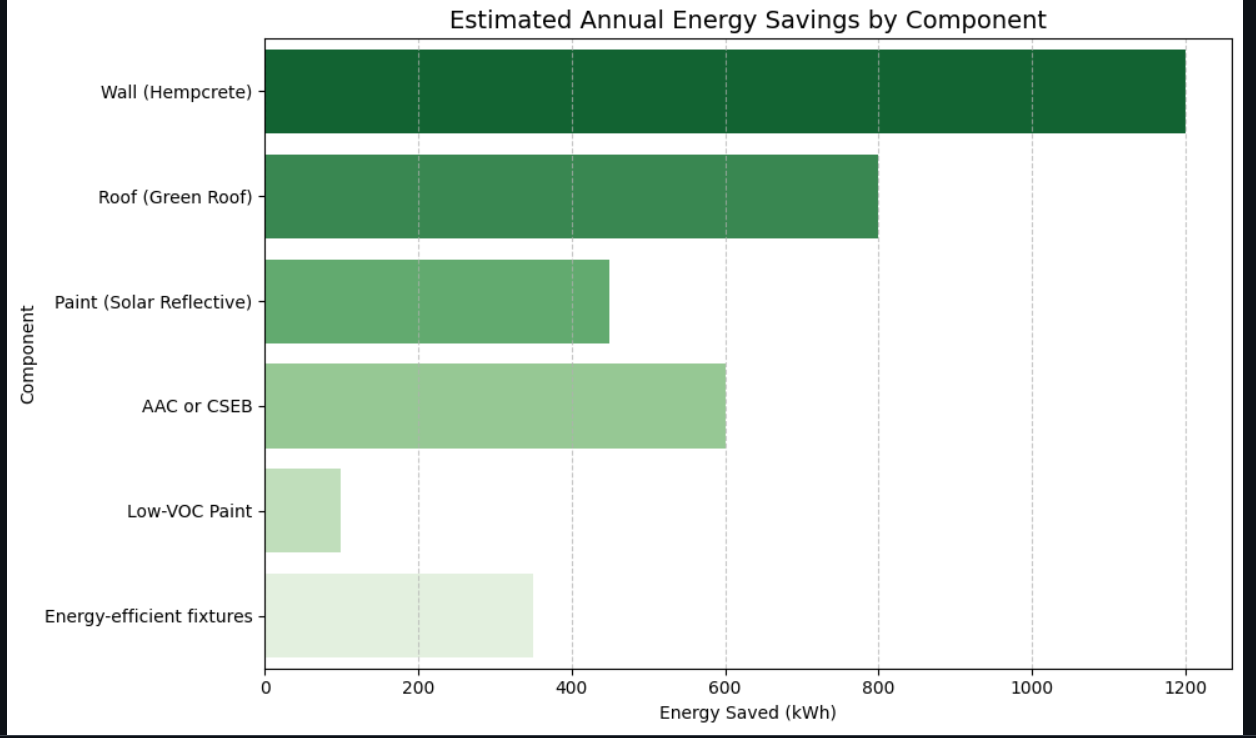 Estimated Annual Energy Savings by Component
Component
Wall (Hempcrete)
Roof (Green Roof)
Paint (Solar Reflective)
AAC or CSEB
Low-VOC Paint
Energy-efficient fixtures
0 200 400 600 800 1000 1200
Energy Saved (kWh)